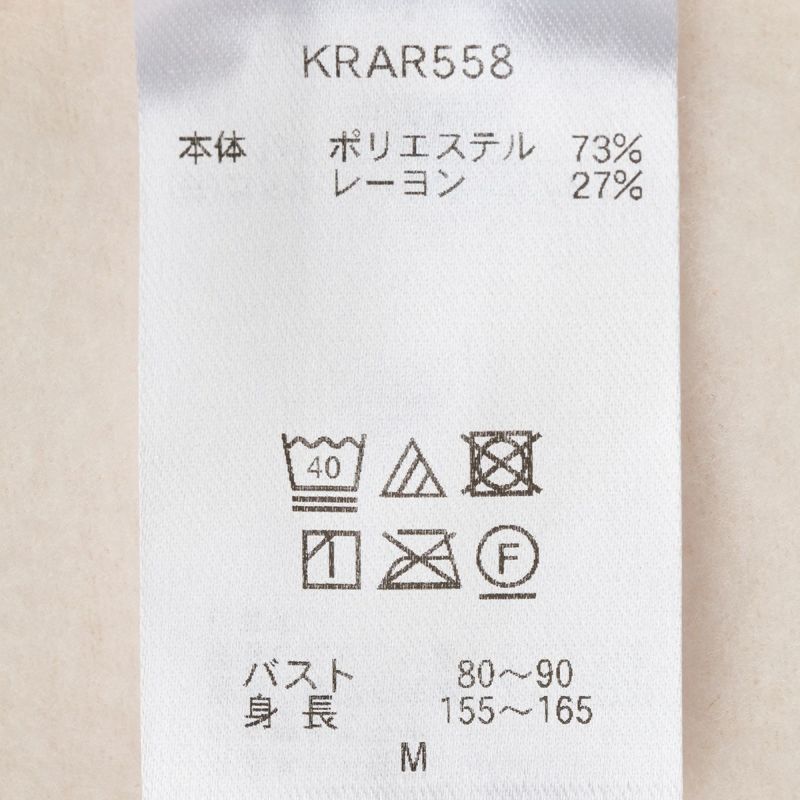 KRAR558
本体 ポリエステル 73%
レーヨン 27%
40
F
バスト 80〜90
身長 155〜165
M